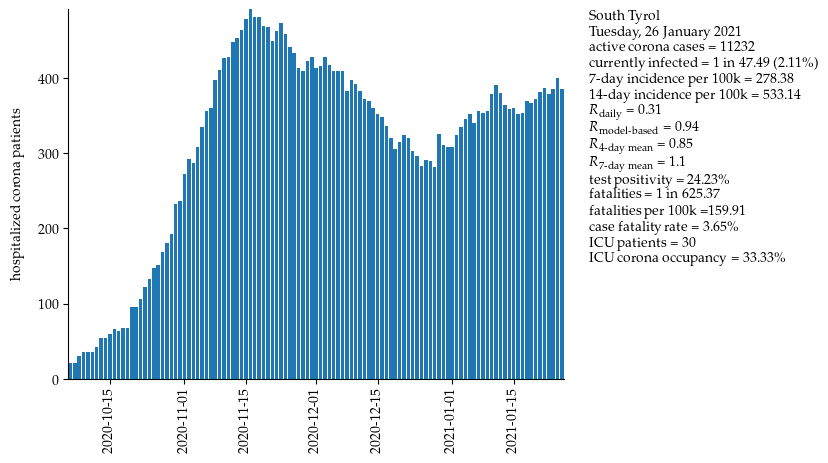 South Tyrol
Tuesday, 26 January 2021
active corona cases = 11232
currently infected = 1 in 47.49 (2.11%)
7-day incidence per 100k = 278.38
14-day incidence per 100k = 533.14
R daily = 0.31
R model-based = 0.94
R 4-day mean = 0.85
R 7-day mean = 1.1
test positivity = 24.23%
fatalities = 1 in 625.37
fatalities per 100k =159.91
case fatality rate = 3.65%
ICU patients = 30
ICU corona occupancy = 33.33%
hospitalized corona patients
400
300
200
100
0
2020-10-15
2020-11-01
2020-11-15
2020-12-01
2020-12-15
2021-01-01
2021-01-15